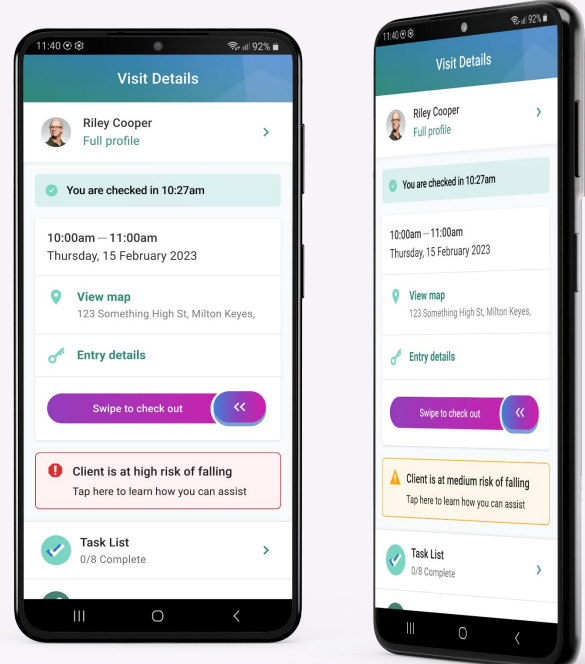 11:40
92%
Visit Details
Riley Cooper
Full profile
You are checked in 10:27am
10:00am — 11:00am
Thursday, 15 February 2023
View map
123 Something High St, Milton Keyes,
Entry details
Swipe to check out
Client is at high risk of falling
Tap here to learn how you can assist
Task List
0/8 Complete
11:40
92%
Visit Details
Riley Cooper
Full profile
You are checked in 10:27am
10:00am — 11:00am
Thursday, 15 February 2023
View map
123 Something High St, Milton Keyes,
Entry details
Swipe to check out
Client is at medium risk of falling
Tap here to learn how you can assist
Task List
0/8 Complete